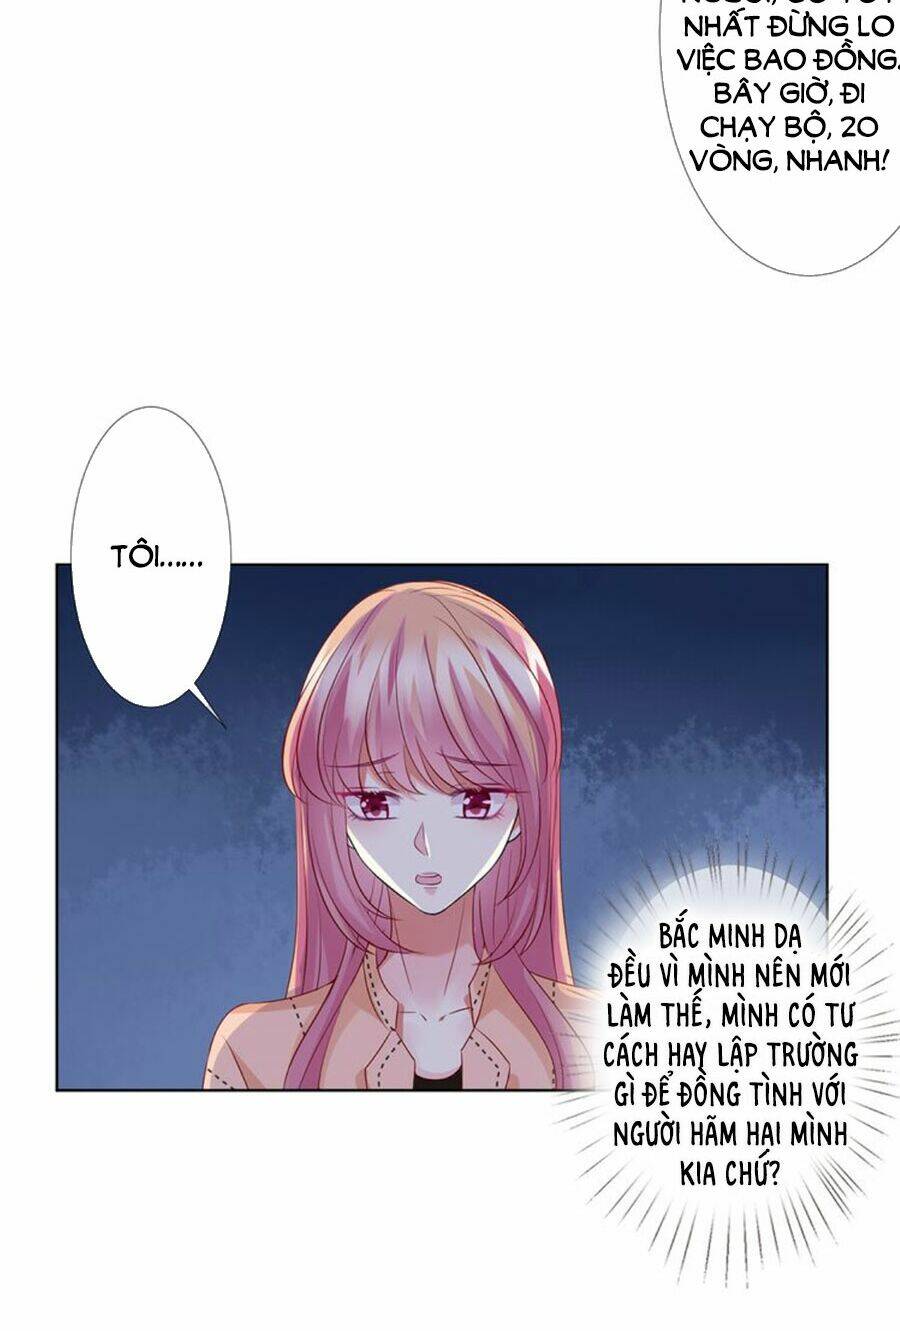 NHẤT ĐỪNG LO
VIỆC BAO ĐỒNG.
BÂY GIỜ, ĐI
CHẠY BỘ, 20
VÒNG, NHANH!
TÔI......
BẮC MINH DẠ
ĐỀU VÌ MÌNH NÊN MỚI
LÀM THẾ, MÌNH CÓ TƯ
CÁCH HAY LẬP TRƯỜNG
GÌ ĐỂ ĐỒNG TÌNH VỚI
NGƯỜI HÃM HẠI MÌNH
KIA CHỨ?